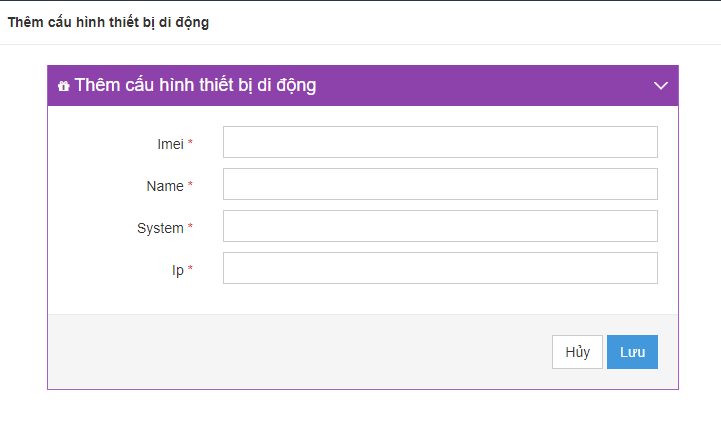 Thêm cấu hình thiết bị di động
Thêm cấu hình thiết bị di động
Imei *
Name *
System *
Ip *
Hủy Lưu